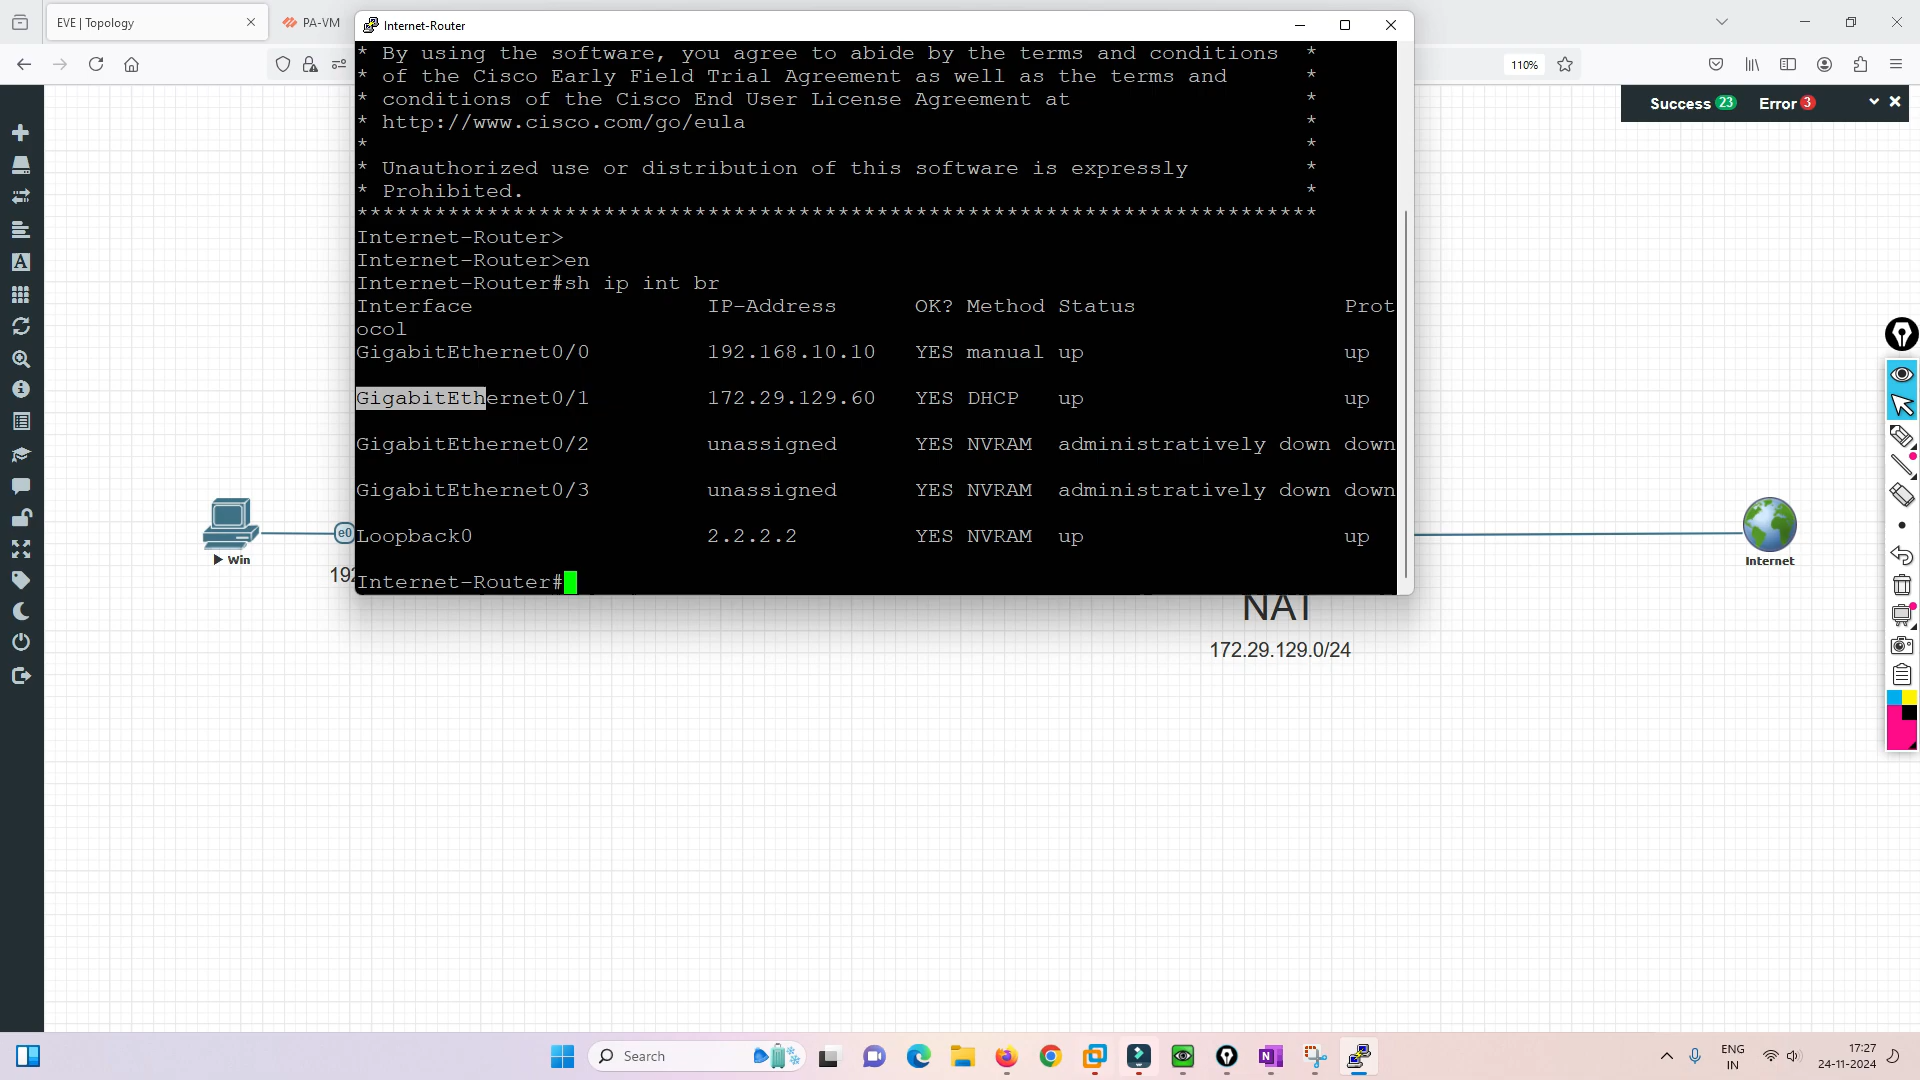 EVE | Topology
PA-VM
Internet-Router
110%
Success 23 Error 3
* By using the software, you agree to abide by the terms and conditions *
* of the Cisco Early Field Trial Agreement as well as the terms and *
* conditions of the Cisco End User License Agreement at *
* http://www.cisco.com/go/eula *
* *
* Unauthorized use or distribution of this software is expressly *
* Prohibited. *
**************************************************************************
Internet-Router>
Internet-Router>en
Internet-Router#sh ip int br
Interface IP-Address OK? Method Status Prot
ocol
GigabitEthernet0/0 192.168.10.10 YES manual up up
GigabitEthernet0/1 172.29.129.60 YES DHCP up up
GigabitEthernet0/2 unassigned YES NVRAM administratively down down
GigabitEthernet0/3 unassigned YES NVRAM administratively down down
Loopback0 2.2.2.2 YES NVRAM up up
Internet-Router#
e0
Win
192
Internet
NAT
172.29.129.0/24
Search
ENG
IN
17:27
24-11-2024